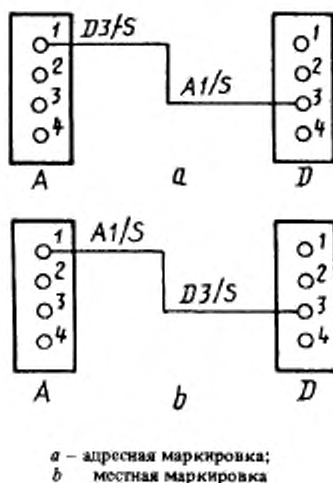 1 D3/S 1
2 2
3 A1/S 3
4 4
A a D
1 A1/S 1
2 2
3 D3/S 3
4 4
A b D
a – адресная маркировка;
b местная маркировка